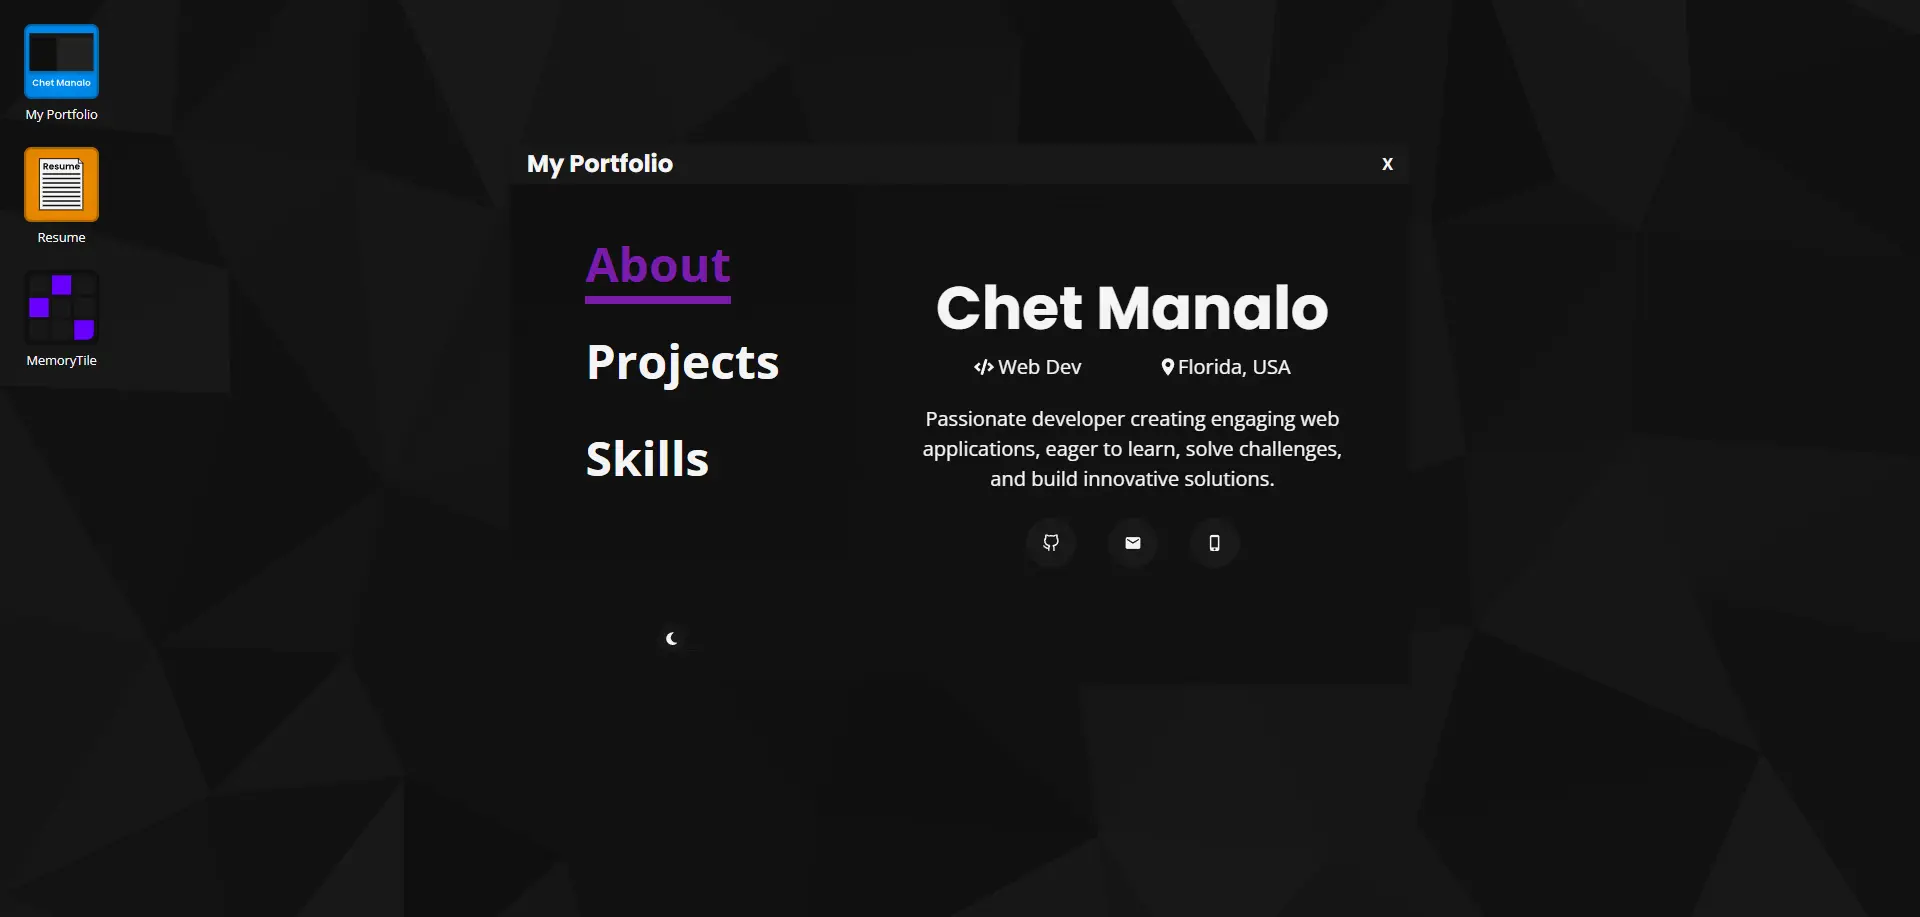 Chet Manalo
My Portfolio
Resume
Resume
MemoryTile
My Portfolio
X
About
Projects
Skills
Chet Manalo
Web Dev
Florida, USA
Passionate developer creating engaging web
applications, eager to learn, solve challenges,
and build innovative solutions.